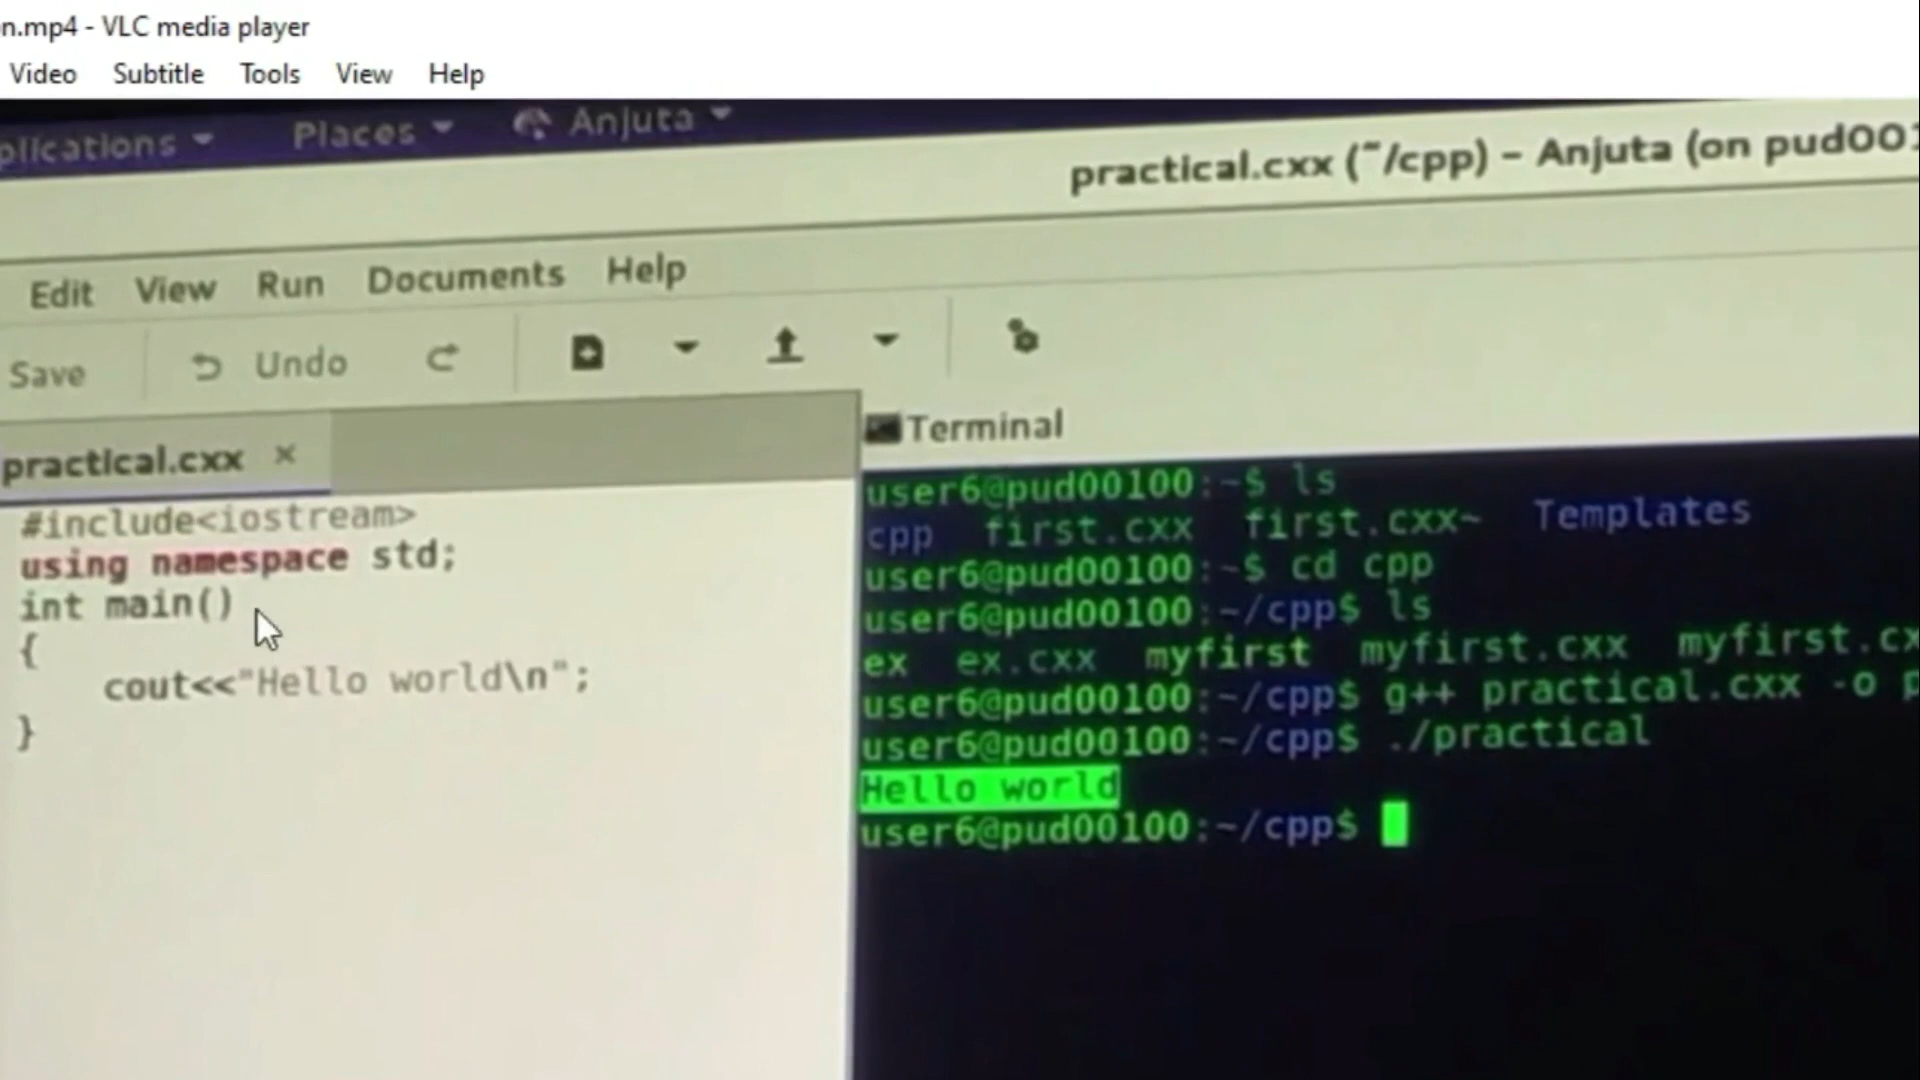 n.mp4 - VLC media player
Video Subtitle Tools View Help
plications Places Anjuta
practical.cxx (~/cpp) - Anjuta (on pud001
Edit View Run Documents Help
Save Undo
practical.cxx ×
#include<iostream>
using namespace std;
int main()
{
cout<<"Hello world\n";
}
Terminal
user6@pud00100:~$ ls
cpp first.cxx first.cxx~ Templates
user6@pud00100:~$ cd cpp
user6@pud00100:~/cpp$ ls
ex ex.cxx myfirst myfirst.cxx myfirst.cx
user6@pud00100:~/cpp$ g++ practical.cxx -o p
user6@pud00100:~/cpp$ ./practical
Hello world
user6@pud00100:~/cpp$